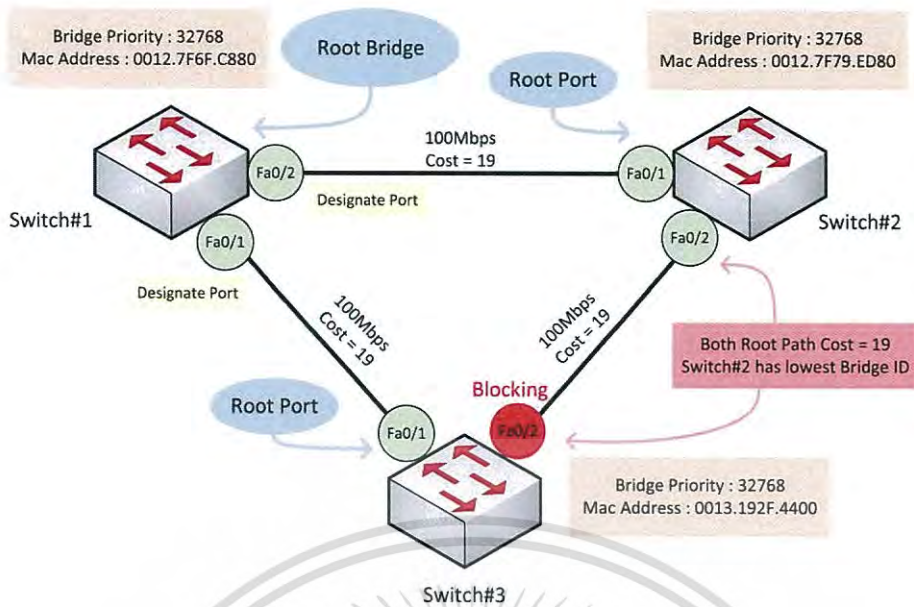 Bridge Priority : 32768
Mac Address : 0012.7F6F.C880
Root Bridge
Bridge Priority : 32768
Mac Address : 0012.7F79.ED80
Root Port
100Mbps
Cost = 19
Fa0/2
Fa0/1
Designate Port
Switch#1
Switch#2
Fa0/1
Fa0/2
Designate Port
100Mbps
Cost = 19
100Mbps
Cost = 19
Both Root Path Cost = 19
Switch#2 has lowest Bridge ID
Blocking
Root Port
Fa0/1
Fa0/2
Bridge Priority : 32768
Mac Address : 0013.192F.4400
Switch#3